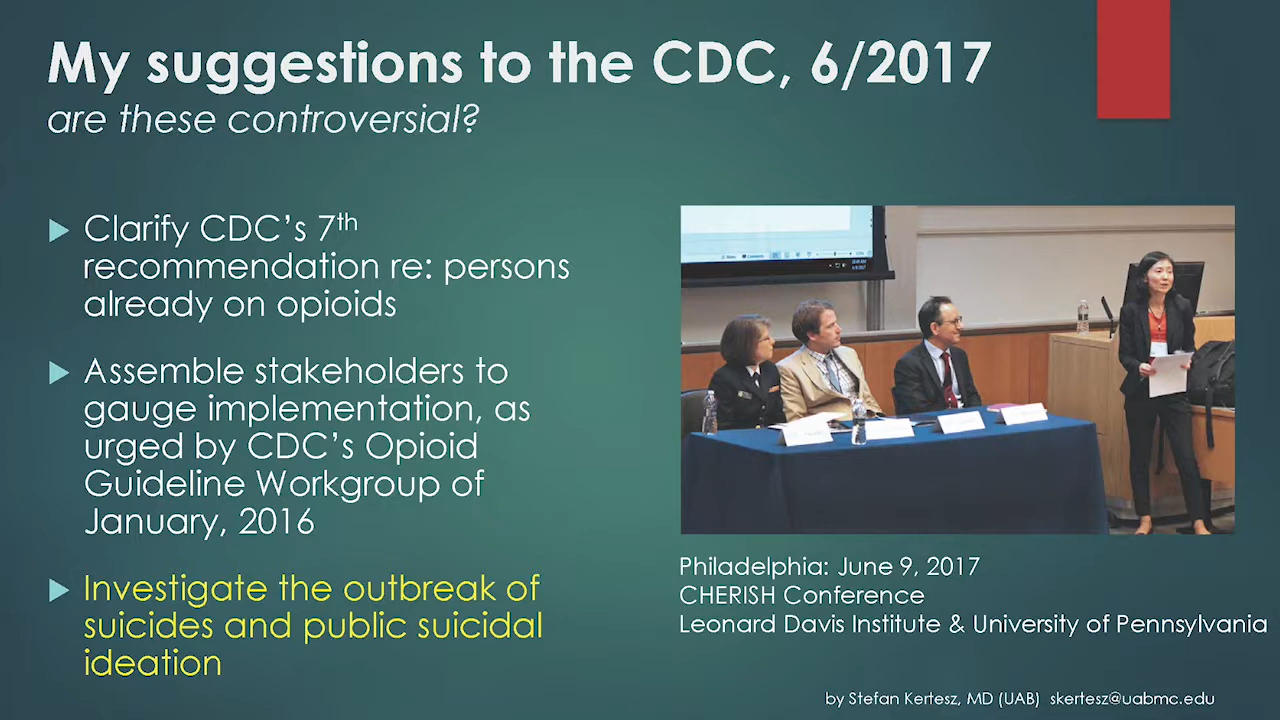 My suggestions to the CDC, 6/2017
are these controversial?
Clarify CDC's 7th
recommendation re: persons
already on opioids
Assemble stakeholders to
gauge implementation, as
urged by CDC's Opioid
Guideline Workgroup of
January, 2016
Investigate the outbreak of
suicides and public suicidal
ideation
Philadelphia: June 9, 2017
CHERISH Conference
Leonard Davis Institute & University of Pennsylvania
by Stefan Kertesz, MD (UAB) skertesz@uabmc.edu